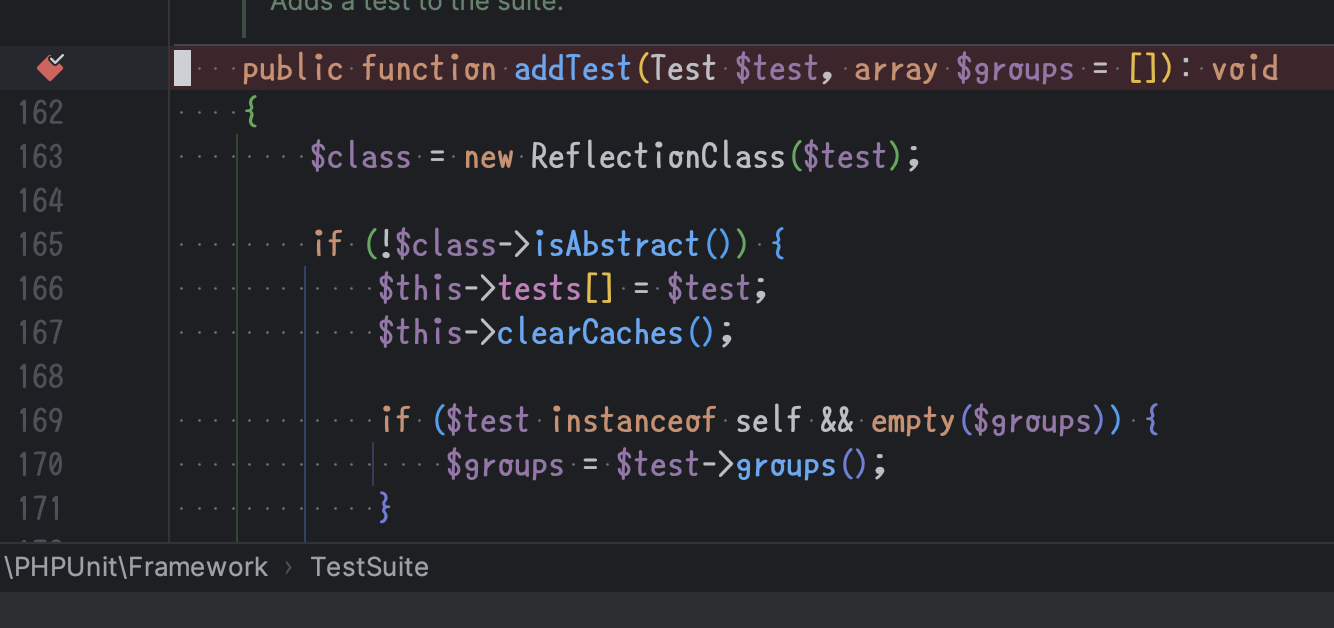 Adds a test to the suite.
public function addTest(Test $test, array $groups = []): void
162 {
163 $class = new ReflectionClass($test);
164
165 if (!$class->isAbstract()) {
166 $this->tests[] = $test;
167 $this->clearCaches();
168
169 if ($test instanceof self && empty($groups)) {
170 $groups = $test->groups();
171 }
\PHPUnit\Framework › TestSuite